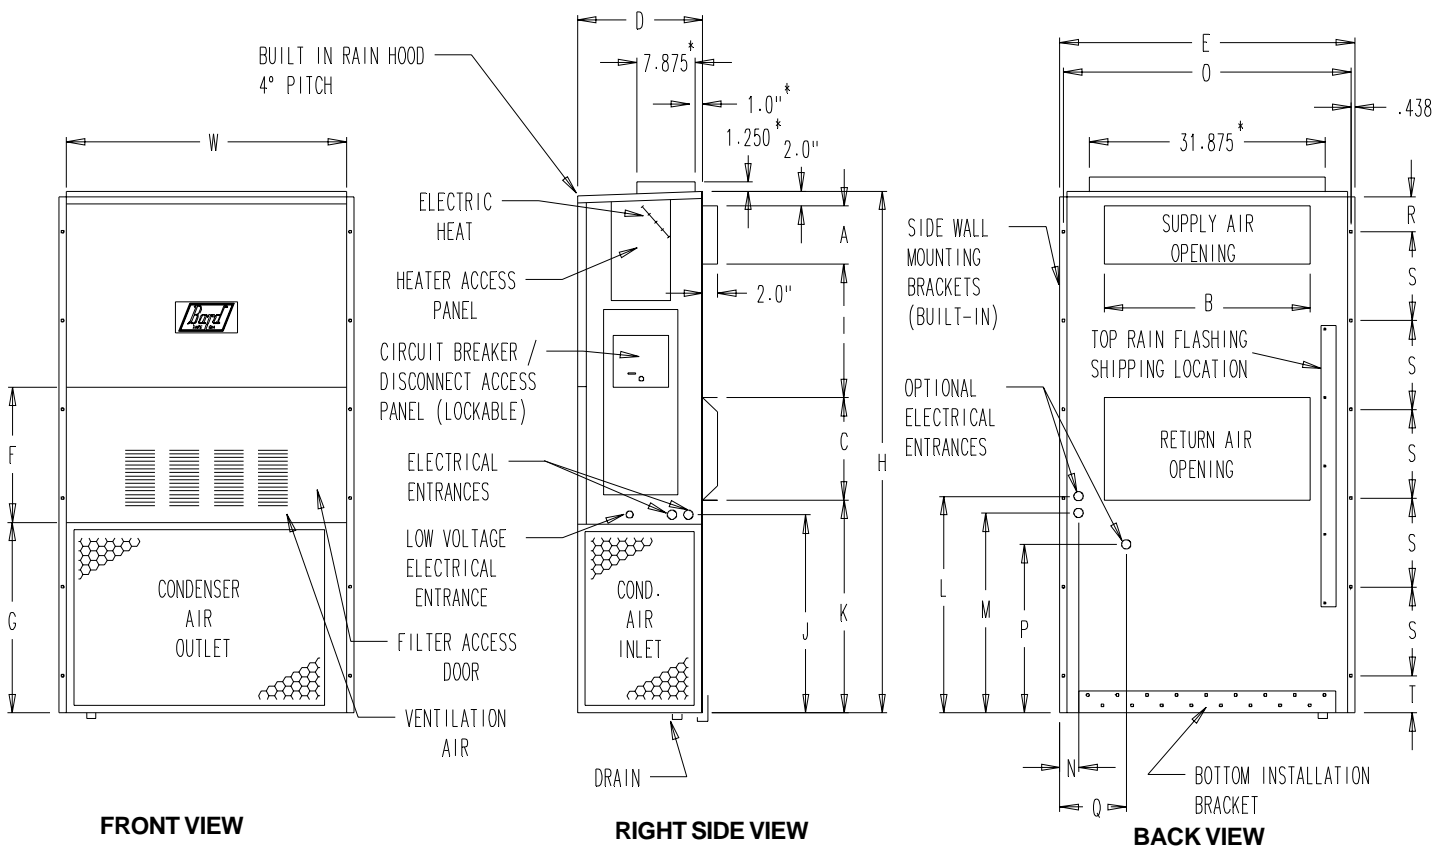 BUILT IN RAIN HOOD
4° PITCH
W
ELECTRIC
HEAT
HEATER ACCESS
PANEL
Bard
CIRCUIT BREAKER /
DISCONNECT ACCESS
PANEL (LOCKABLE)
F
ELECTRICAL
ENTRANCES
LOW VOLTAGE
ELECTRICAL
ENTRANCE
G
CONDENSER
AIR
OUTLET
FILTER ACCESS
DOOR
VENTILATION
AIR
FRONT VIEW
D
7.875*
1.0"*
1.250*
2.0"
A
2.0"
C
H
COND.
AIR
INLET
J
K
DRAIN
RIGHT SIDE VIEW
E
O
.438
31.875*
SIDE WALL
MOUNTING
BRACKETS
(BUILT-IN)
SUPPLY AIR
OPENING
R
S
B
TOP RAIN FLASHING
SHIPPING LOCATION
S
OPTIONAL
ELECTRICAL
ENTRANCES
RETURN AIR
OPENING
S
S
L
M
P
S
T
N
Q
BOTTOM INSTALLATION
BRACKET
BACK VIEW